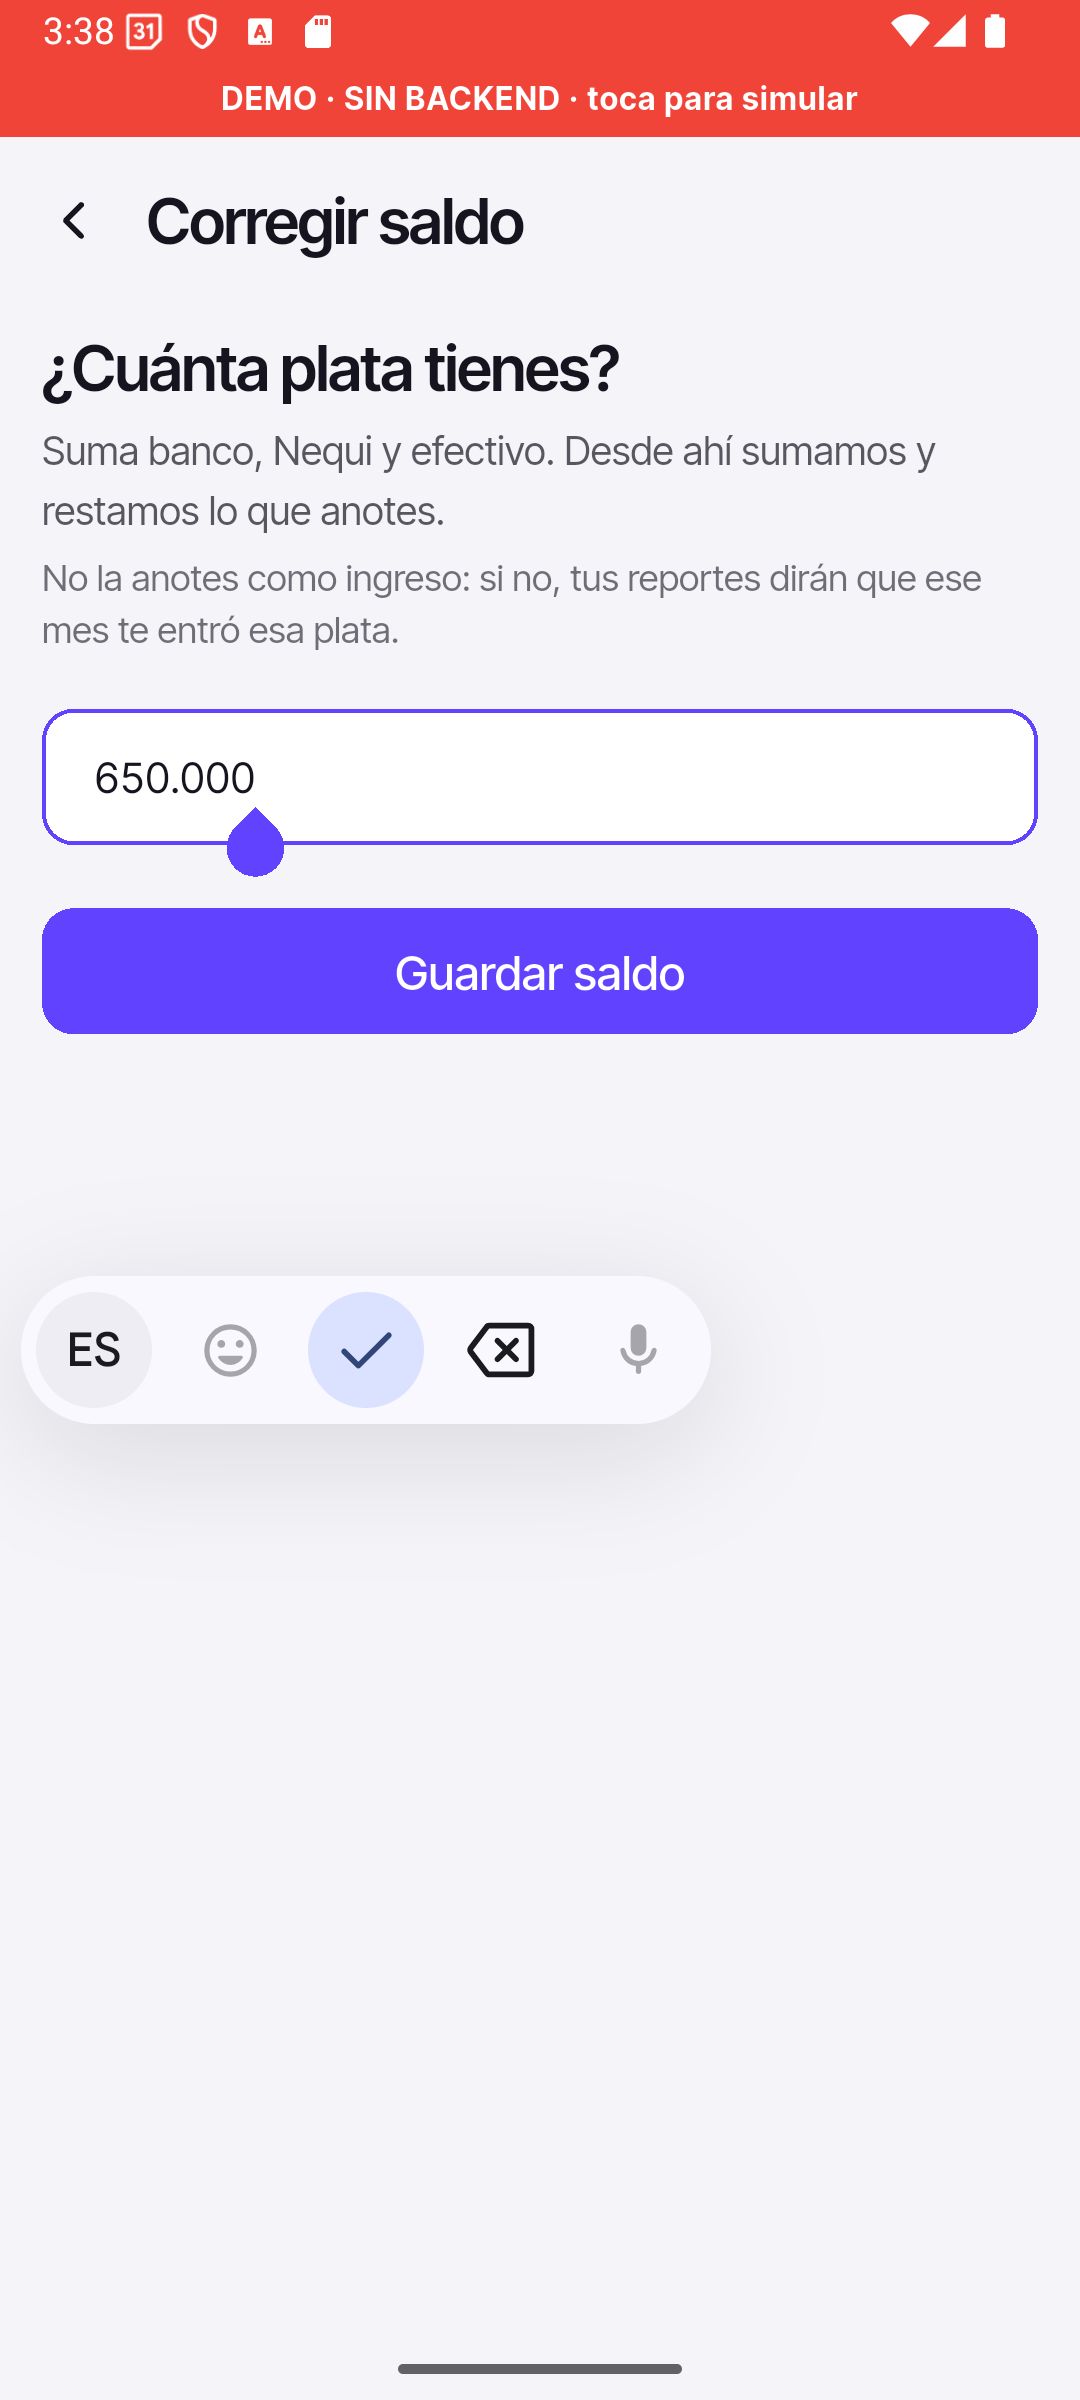 3:38
31
A
DEMO · SIN BACKEND · toca para simular
Corregir saldo
¿Cuánta plata tienes?
Suma banco, Nequi y efectivo. Desde ahí sumamos y
restamos lo que anotes.
No la anotes como ingreso: si no, tus reportes dirán que ese
mes te entró esa plata.
650.000
Guardar saldo
ES